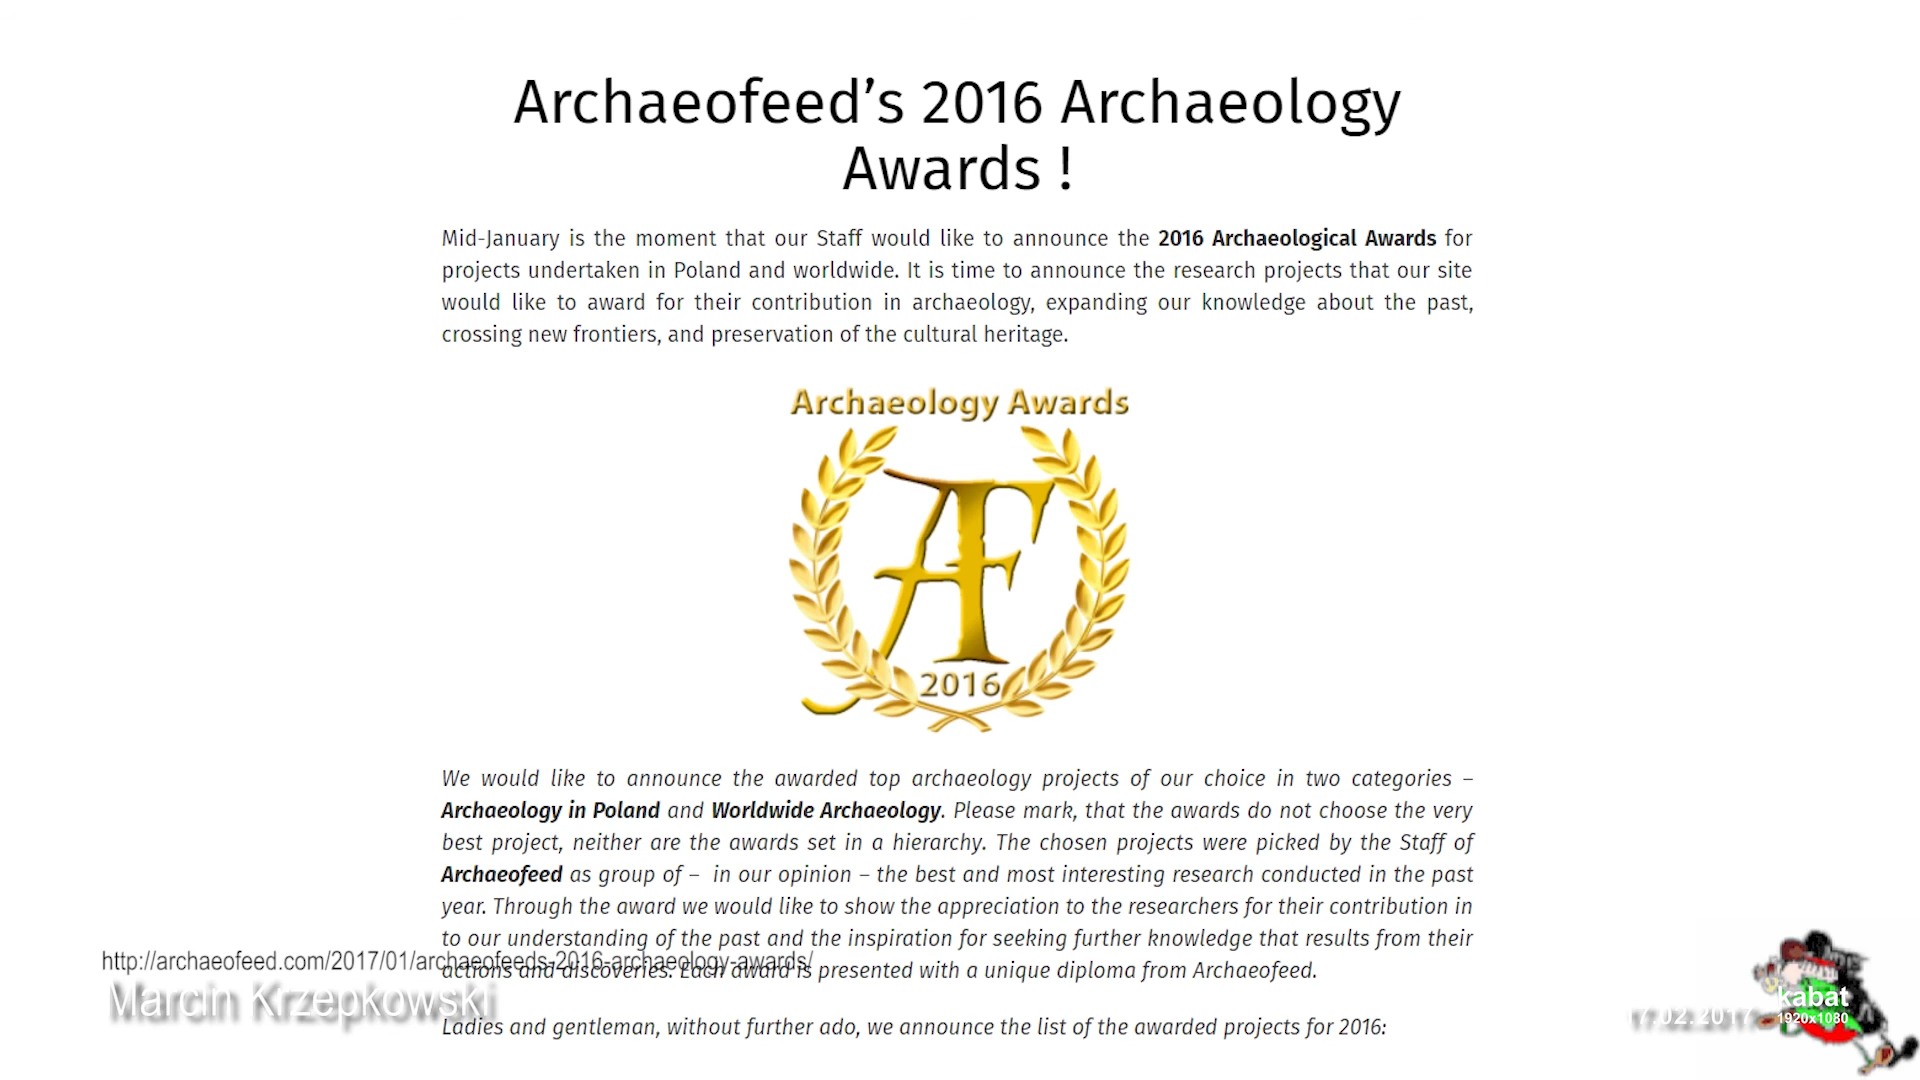 Archaeofeed’s 2016 Archaeology
Awards !
Mid-January is the moment that our Staff would like to announce the 2016 Archaeological Awards for
projects undertaken in Poland and worldwide. It is time to announce the research projects that our site
would like to award for their contribution in archaeology, expanding our knowledge about the past,
crossing new frontiers, and preservation of the cultural heritage.
Archaeology Awards
AF
2016
We would like to announce the awarded top archaeology projects of our choice in two categories –
Archaeology in Poland and Worldwide Archaeology. Please mark, that the awards do not choose the very
best project, neither are the awards set in a hierarchy. The chosen projects were picked by the Staff of
Archaeofeed as group of – in our opinion – the best and most interesting research conducted in the past
year. Through the award we would like to show the appreciation to the researchers for their contribution in
to our understanding of the past and the inspiration for seeking further knowledge that results from their
http://archaeofeed.com/2017/01/archaeofeeds-2016-archaeology-awards/
actions and discoveries. Each award is presented with a unique diploma from Archaeofeed.
Marcin Krzepkowski
17.02.2017
kabat
1920x1080
Ladies and gentleman, without further ado, we announce the list of the awarded projects for 2016: